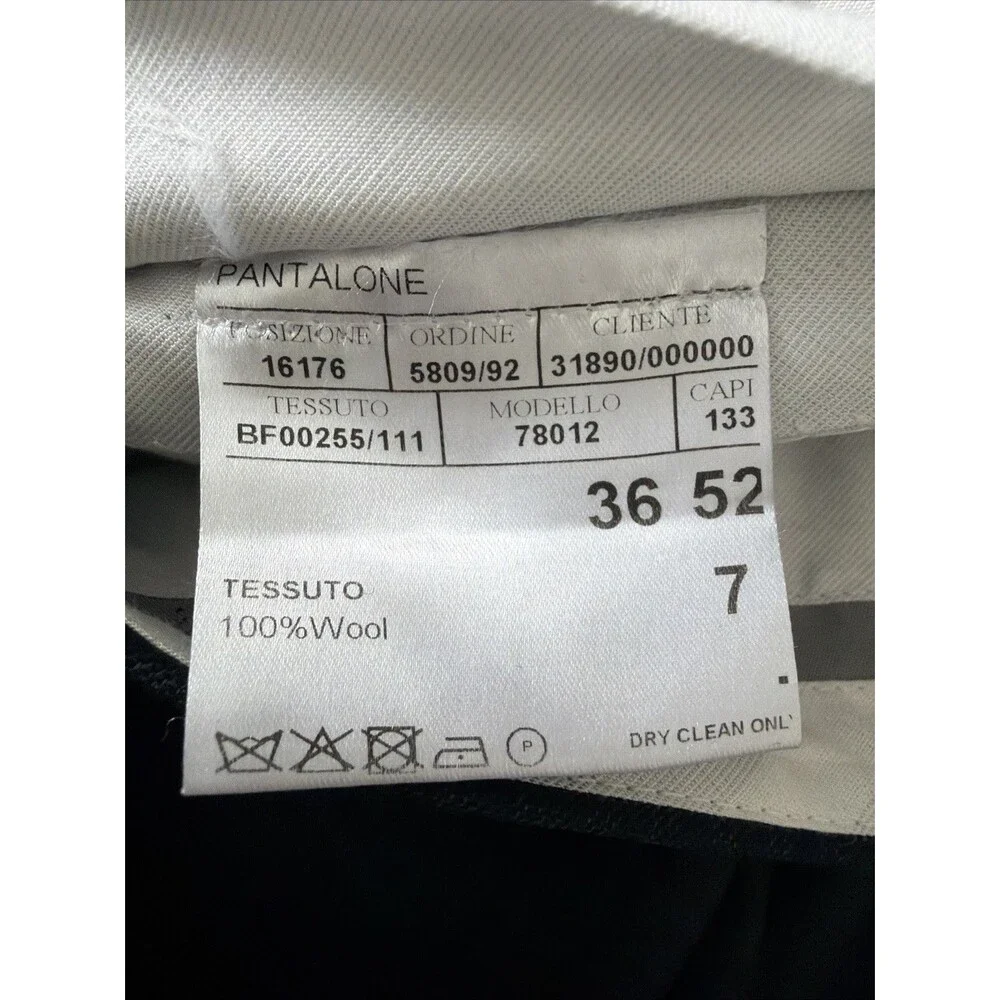 PANTALONE
POSIZIONE ORDINE CLIENTE
16176 5809/92 31890/000000
TESSUTO MODELLO CAPI
BF00255/111 78012 133
36 52
7
TESSUTO
100%Wool
P
DRY CLEAN ONLY